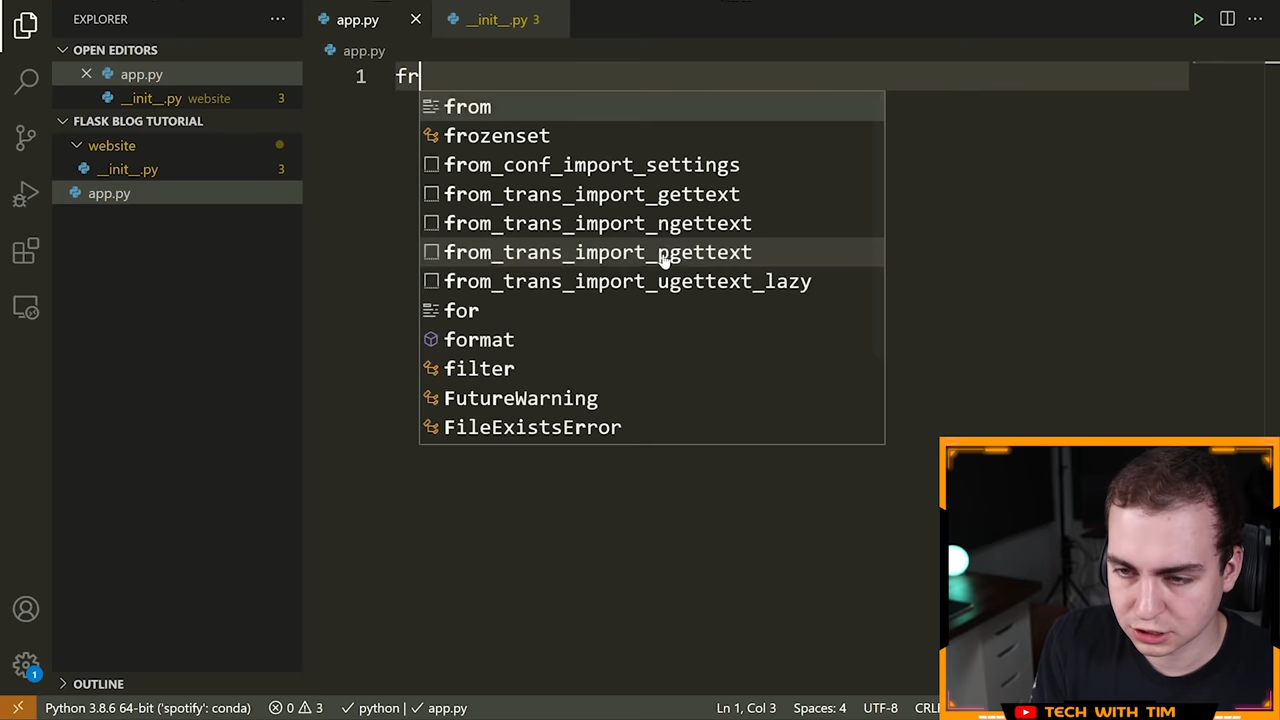 EXPLORER
app.py
__init__.py 3
OPEN EDITORS
app.py
app.py
__init__.py website 3
FLASK BLOG TUTORIAL
website
__init__.py 3
app.py
1 fr
from
frozenset
from_conf_import_settings
from_trans_import_gettext
from_trans_import_ngettext
from_trans_import_pgettext
from_trans_import_ugettext_lazy
for
format
filter
FutureWarning
FileExistsError
OUTLINE
1
Python 3.8.6 64-bit ('spotify': conda) 0 3 python | app.py Ln 1, Col 3 Spaces: 4 UTF-8
TECH WITH TIM